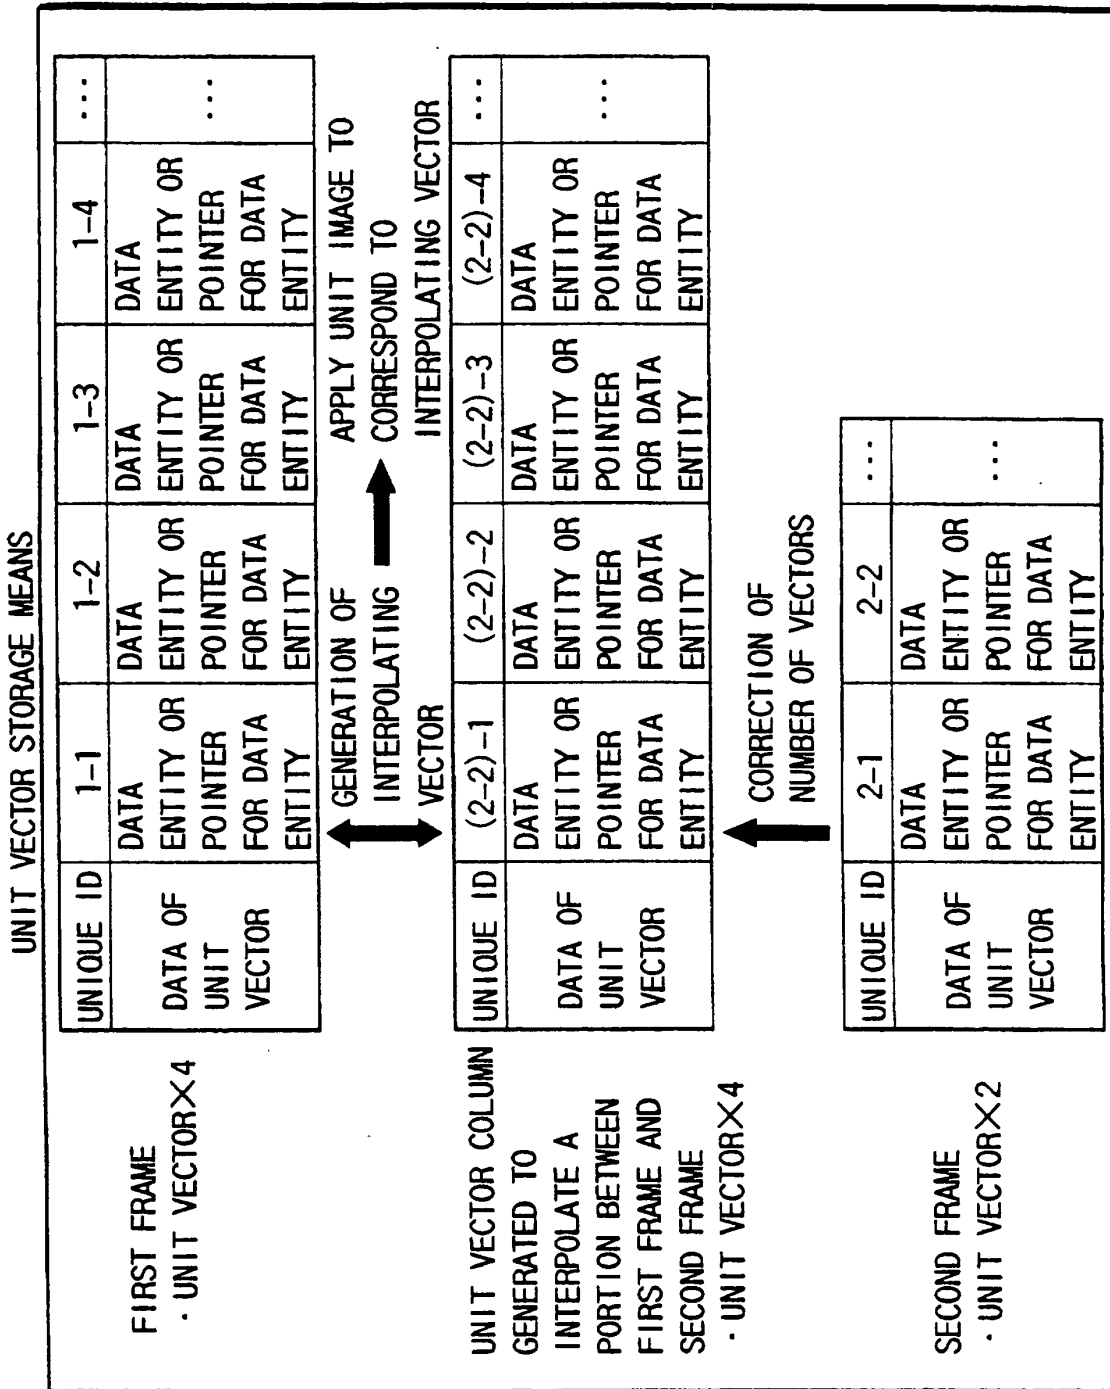 UNIT VECTOR STORAGE MEANS
FIRST FRAME
· UNIT VECTOR×4
UNIQUE ID
1-1
1-2
1-3
1-4
...
DATA OF
UNIT
VECTOR
DATA
ENTITY OR
POINTER
FOR DATA
ENTITY
DATA
ENTITY OR
POINTER
FOR DATA
ENTITY
DATA
ENTITY OR
POINTER
FOR DATA
ENTITY
DATA
ENTITY OR
POINTER
FOR DATA
ENTITY
...
GENERATION OF
INTERPOLATING
VECTOR
APPLY UNIT IMAGE TO
CORRESPOND TO
INTERPOLATING VECTOR
UNIT VECTOR COLUMN
GENERATED TO
INTERPOLATE A
PORTION BETWEEN
FIRST FRAME AND
SECOND FRAME
· UNIT VECTOR×4
UNIQUE ID
(2-2)-1
(2-2)-2
(2-2)-3
(2-2)-4
...
DATA OF
UNIT
VECTOR
DATA
ENTITY OR
POINTER
FOR DATA
ENTITY
DATA
ENTITY OR
POINTER
FOR DATA
ENTITY
DATA
ENTITY OR
POINTER
FOR DATA
ENTITY
DATA
ENTITY OR
POINTER
FOR DATA
ENTITY
...
CORRECTION OF
NUMBER OF VECTORS
SECOND FRAME
· UNIT VECTOR×2
UNIQUE ID
2-1
2-2
...
DATA OF
UNIT
VECTOR
DATA
ENTITY OR
POINTER
FOR DATA
ENTITY
DATA
ENTITY OR
POINTER
FOR DATA
ENTITY
...